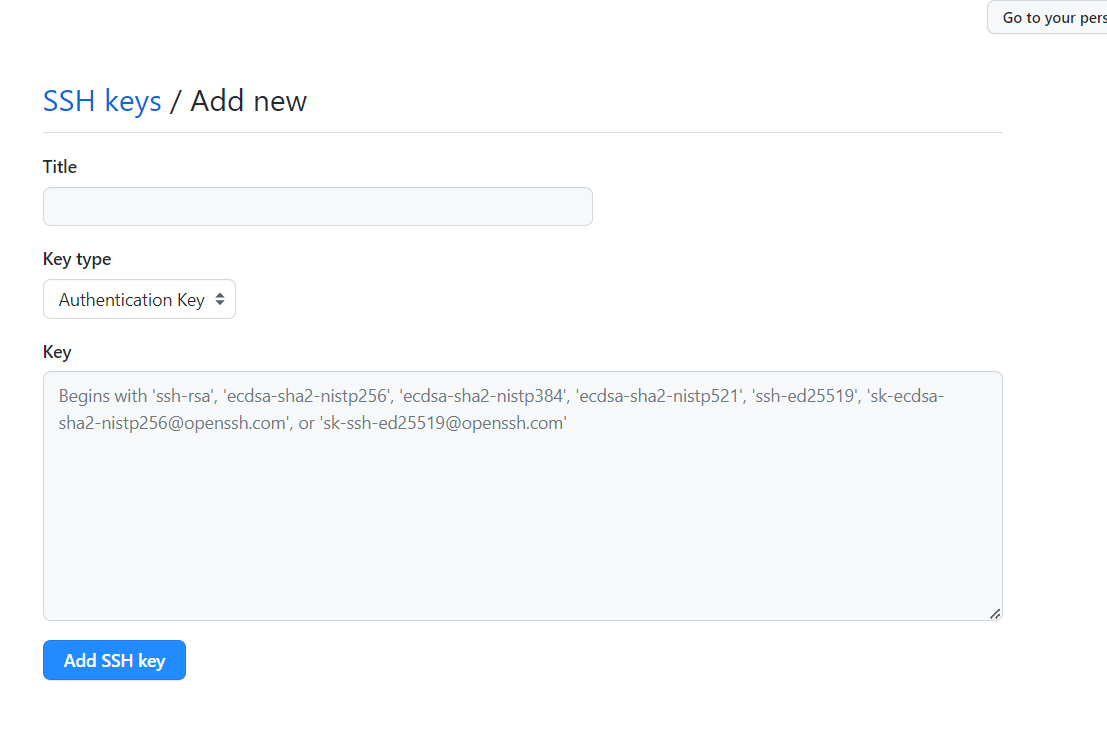 Go to your pers
SSH keys / Add new
Title
Key type
Authentication Key
Key
Begins with 'ssh-rsa', 'ecdsa-sha2-nistp256', 'ecdsa-sha2-nistp384', 'ecdsa-sha2-nistp521', 'ssh-ed25519', 'sk-ecdsa-
sha2-nistp256@openssh.com', or 'sk-ssh-ed25519@openssh.com'
Add SSH key